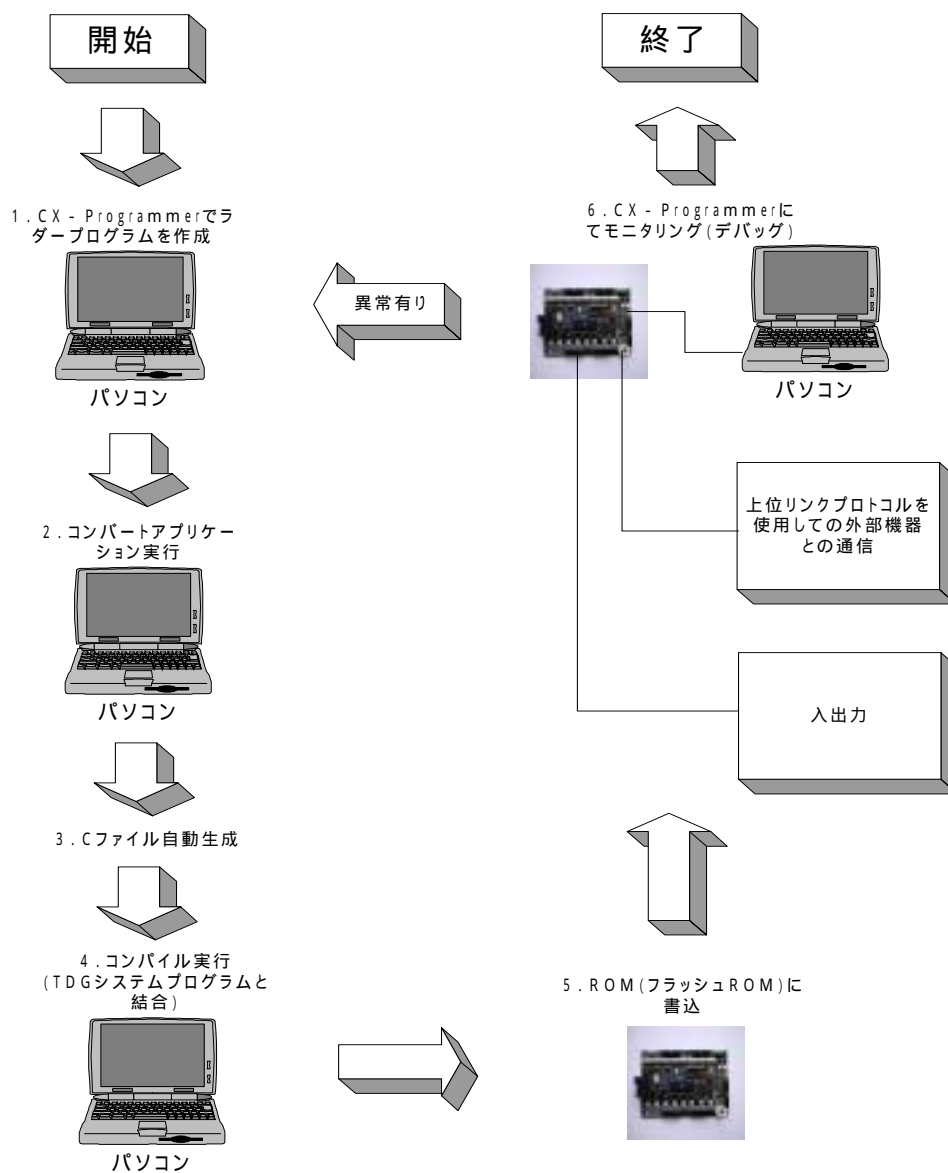 開始
1.CX-Programmerでラ
ダープログラムを作成
パソコン
2.コンバートアプリケー
ション実行
パソコン
3.Cファイル自動生成
4.コンパイル実行
(TDGシステムプログラムと
結合)
パソコン
5.ROM(フラッシュROM)に
書込
終了
6.CX-Programmerに
てモニタリング(デバッグ)
異常有り
パソコン
上位リンクプロトコルを
使用しての外部機器
との通信
入出力